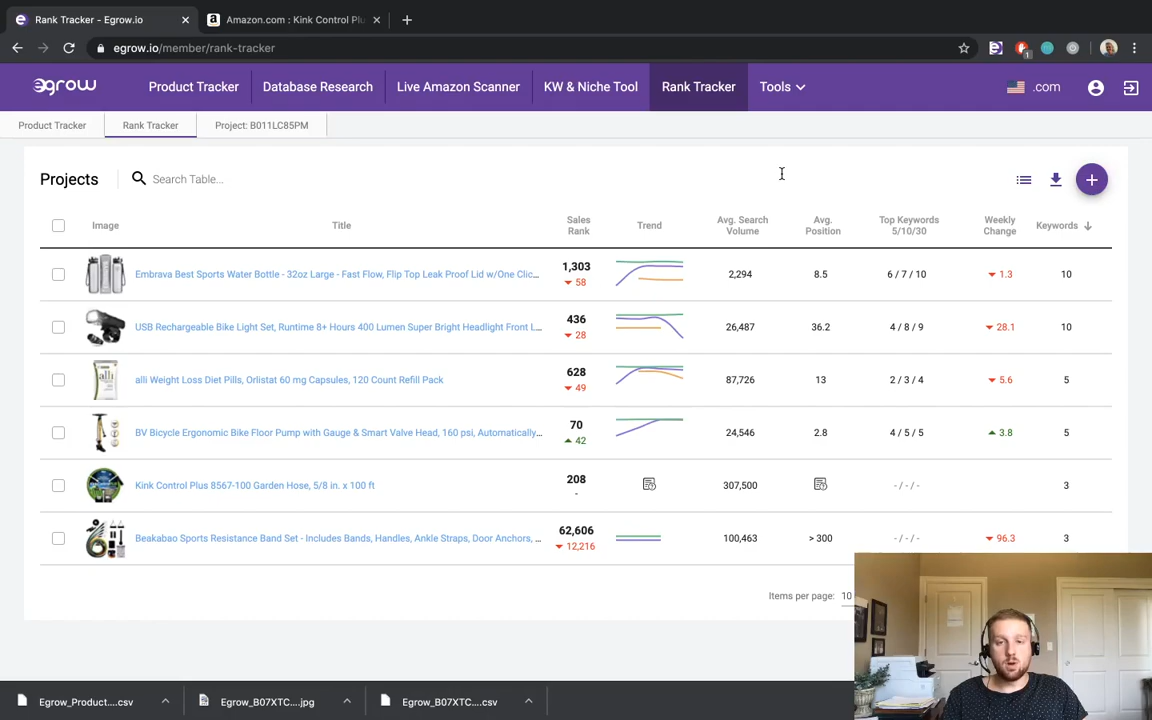 Rank Tracker - Egrow.io
Amazon.com : Kink Control Plu
egrow.io/member/rank-tracker
1
egrow
Product Tracker
Database Research
Live Amazon Scanner
KW & Niche Tool
Rank Tracker
Tools
.com
Product Tracker
Rank Tracker
Project: B011LC85PM
Projects
Search Table...
Image
Title
Sales
Rank
Trend
Avg. Search
Volume
Avg.
Position
Top Keywords
5/10/30
Weekly
Change
Keywords
Embrava Best Sports Water Bottle - 32oz Large - Fast Flow, Flip Top Leak Proof Lid w/One Clic...
1,303
58
2,294
8.5
6 / 7 / 10
1.3
10
USB Rechargeable Bike Light Set, Runtime 8+ Hours 400 Lumen Super Bright Headlight Front L...
436
28
26,487
36.2
4 / 8 / 9
28.1
10
alli
alli Weight Loss Diet Pills, Orlistat 60 mg Capsules, 120 Count Refill Pack
628
49
87,726
13
2 / 3 / 4
5.6
5
BV Bicycle Ergonomic Bike Floor Pump with Gauge & Smart Valve Head, 160 psi, Automatically...
70
42
24,546
2.8
4 / 5 / 5
3.8
5
Kink Control Plus 8567-100 Garden Hose, 5/8 in. x 100 ft
208
-
307,500
- / - / -
3
Beakabao Sports Resistance Band Set - Includes Bands, Handles, Ankle Straps, Door Anchors, ...
62,606
12,216
100,463
> 300
- / - / -
96.3
3
Items per page: 10
Egrow_Product....csv
Egrow_B07XTC....jpg
Egrow_B07XTC....csv